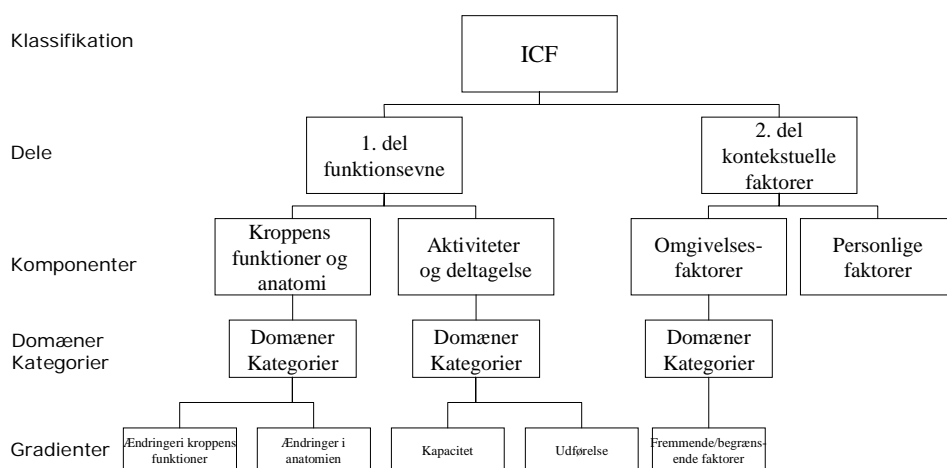 Klassifikation
ICF
Dele
1. del
funktionsevne
2. del
kontekstuelle
faktorer
Komponenter
Kroppens
funktioner og
anatomi
Aktiviteter
og deltagelse
Omgivelses-
faktorer
Personlige
faktorer
Domæner
Kategorier
Domæner
Kategorier
Domæner
Kategorier
Domæner
Kategorier
Gradienter
Ændringeri kroppens
funktioner
Ændringer i
anatomien
Kapacitet
Udførelse
Fremmende/begræns-
ende faktorer